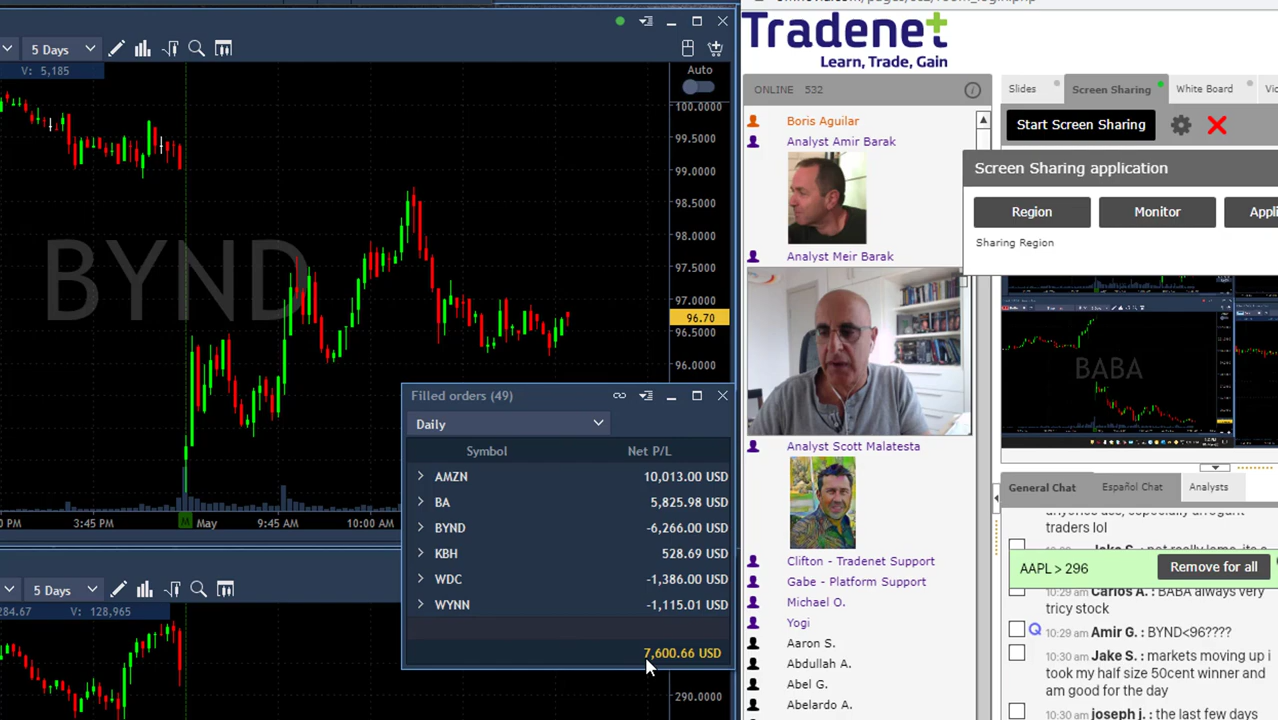 5 Days
V: 5,185
Auto
100.0000
99.5000
99.0000
98.5000
98.0000
97.5000
97.0000
96.70
96.5000
96.0000
BYND
3:45 PM
M
May
9:45 AM
10:00 AM
Filled orders (49)
Daily
Symbol Net P/L
AMZN 10,013.00 USD
BA 5,825.98 USD
BYND -6,266.00 USD
KBH 528.69 USD
WDC -1,386.00 USD
WYNN -1,115.01 USD
7,600.66 USD
5 Days
284.67 V: 128,965
290.0000
Tradenet
Learn, Trade, Gain
ONLINE 532
Boris Aguilar
Analyst Amir Barak
Analyst Meir Barak
Analyst Scott Malatesta
Clifton - Tradenet Support
Gabe - Platform Support
Michael O.
Yogi
Aaron S.
Abdullah A.
Abel G.
Abelardo A.
Slides
Screen Sharing
White Board
Start Screen Sharing
Screen Sharing application
Region
Monitor
Appl
Sharing Region
BABA
General Chat
Español Chat
Analysts
traders lol
AAPL > 296
Remove for all
10:29 am Carlos A.: BABA always very
tricy stock
Q 10:29 am Amir G.: BYND<96????
10:30 am Jake S.: markets moving up i
took my half size 50cent winner and
am good for the day
10:30 am joseph j.: the last few days